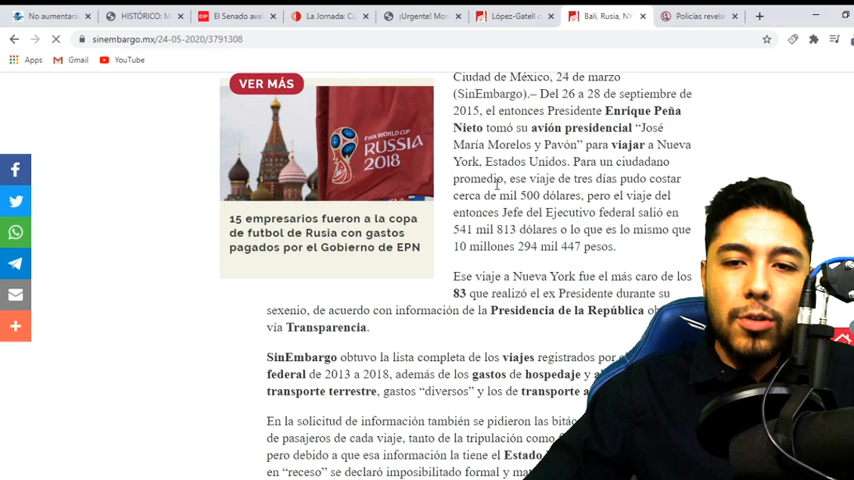 No aumentar
HISTÓRICO: M
El Senado ava
La Jornada: C
¡Urgente! Mo
López-Gatell
Bali, Rusia, NY
Policías revela
sinembargo.mx/24-05-2020/3791308
Apps
Gmail
YouTube
VER MÁS
FIFA WORLD CUP
RUSSIA
2018
15 empresarios fueron a la copa
de futbol de Rusia con gastos
pagados por el Gobierno de EPN
Ciudad de México, 24 de marzo
(SinEmbargo).– Del 26 a 28 de septiembre de
2015, el entonces Presidente Enrique Peña
Nieto tomó su avión presidencial “José
María Morelos y Pavón” para viajar a Nueva
York, Estados Unidos. Para un ciudadano
promedio, ese viaje de tres días pudo costar
cerca de mil 500 dólares, pero el viaje del
entonces Jefe del Ejecutivo federal salió en
541 mil 813 dólares o lo que es lo mismo que
10 millones 294 mil 447 pesos.
Ese viaje a Nueva York fue el más caro de los
83 que realizó el ex Presidente durante su
sexenio, de acuerdo con información de la Presidencia de la República
vía Transparencia.
SinEmbargo obtuvo la lista completa de los viajes registrados por
federal de 2013 a 2018, además de los gastos de hospedaje y
transporte terrestre, gastos “diversos” y los de transporte
En la solicitud de información también se pidieron las
de pasajeros de cada viaje, tanto de la tripulación como
pero debido a que esa información la tiene el Estado
en “receso” se declaró imposibilitado formal y